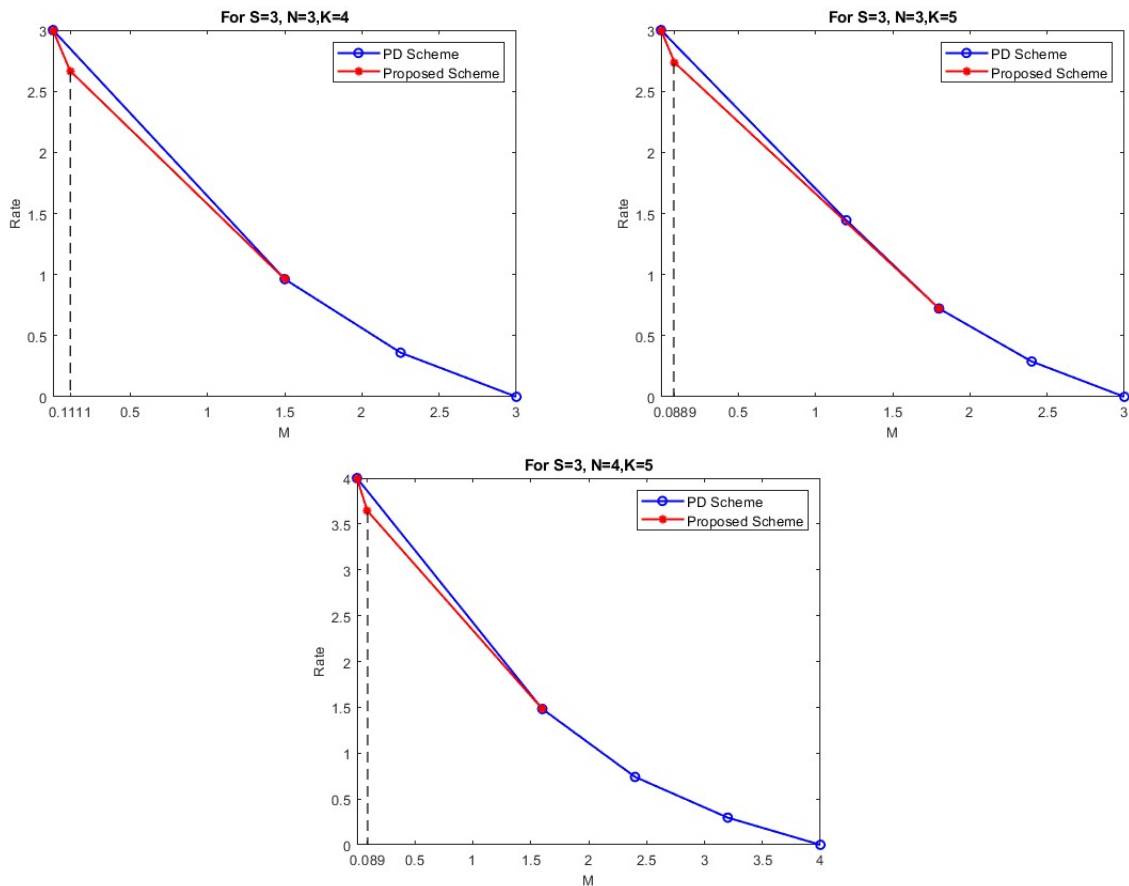 For S=3, N=3,K=4
3
2.5
2
1.5
1
0.5
0
Rate
PD Scheme
Proposed Scheme
0.1111 0.5 1 1.5 2 2.5 3
M
For S=3, N=3,K=5
3
2.5
2
1.5
1
0.5
0
Rate
PD Scheme
Proposed Scheme
0.0889 0.5 1 1.5 2 2.5 3
M
For S=3, N=4,K=5
4
3.5
3
2.5
2
1.5
1
0.5
0
Rate
PD Scheme
Proposed Scheme
0.089 0.5 1 1.5 2 2.5 3 3.5 4
M